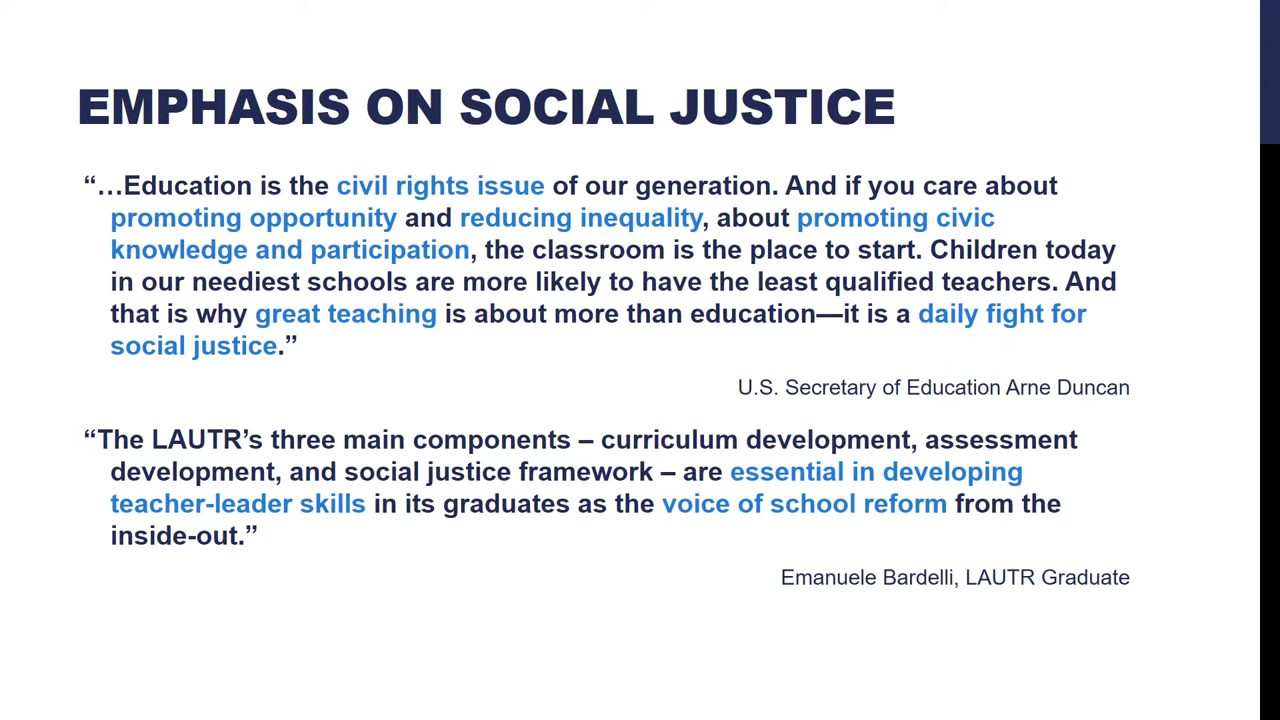 EMPHASIS ON SOCIAL JUSTICE
“…Education is the civil rights issue of our generation. And if you care about
promoting opportunity and reducing inequality, about promoting civic
knowledge and participation, the classroom is the place to start. Children today
in our neediest schools are more likely to have the least qualified teachers. And
that is why great teaching is about more than education—it is a daily fight for
social justice.”
U.S. Secretary of Education Arne Duncan
“The LAUTR’s three main components – curriculum development, assessment
development, and social justice framework – are essential in developing
teacher-leader skills in its graduates as the voice of school reform from the
inside-out.”
Emanuele Bardelli, LAUTR Graduate